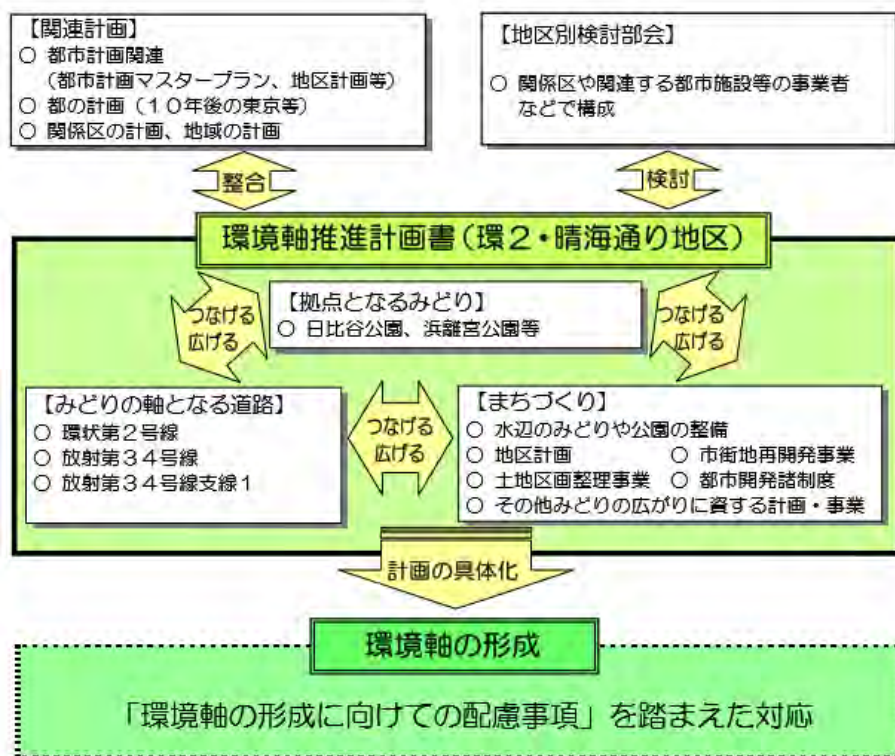 【関連計画】
○ 都市計画関連
（都市計画マスタープラン、地区計画等）
○ 都の計画（１０年後の東京等）
○ 関係区の計画、地域の計画
【地区別検討部会】
○ 関係区や関連する都市施設等の事業者
などで構成
整合
検討
環境軸推進計画書（環２・晴海通り地区）
【拠点となるみどり】
○ 日比谷公園、浜離宮公園等
つなげる
広げる
つなげる
広げる
【みどりの軸となる道路】
○ 環状第２号線
○ 放射第３４号線
○ 放射第３４号線支線１
つなげる
広げる
【まちづくり】
○ 水辺のみどりや公園の整備
○ 地区計画 ○ 市街地再開発事業
○ 土地区画整理事業 ○ 都市開発諸制度
○ その他みどりの広がりに資する計画・事業
計画の具体化
環境軸の形成
「環境軸の形成に向けての配慮事項」を踏まえた対応